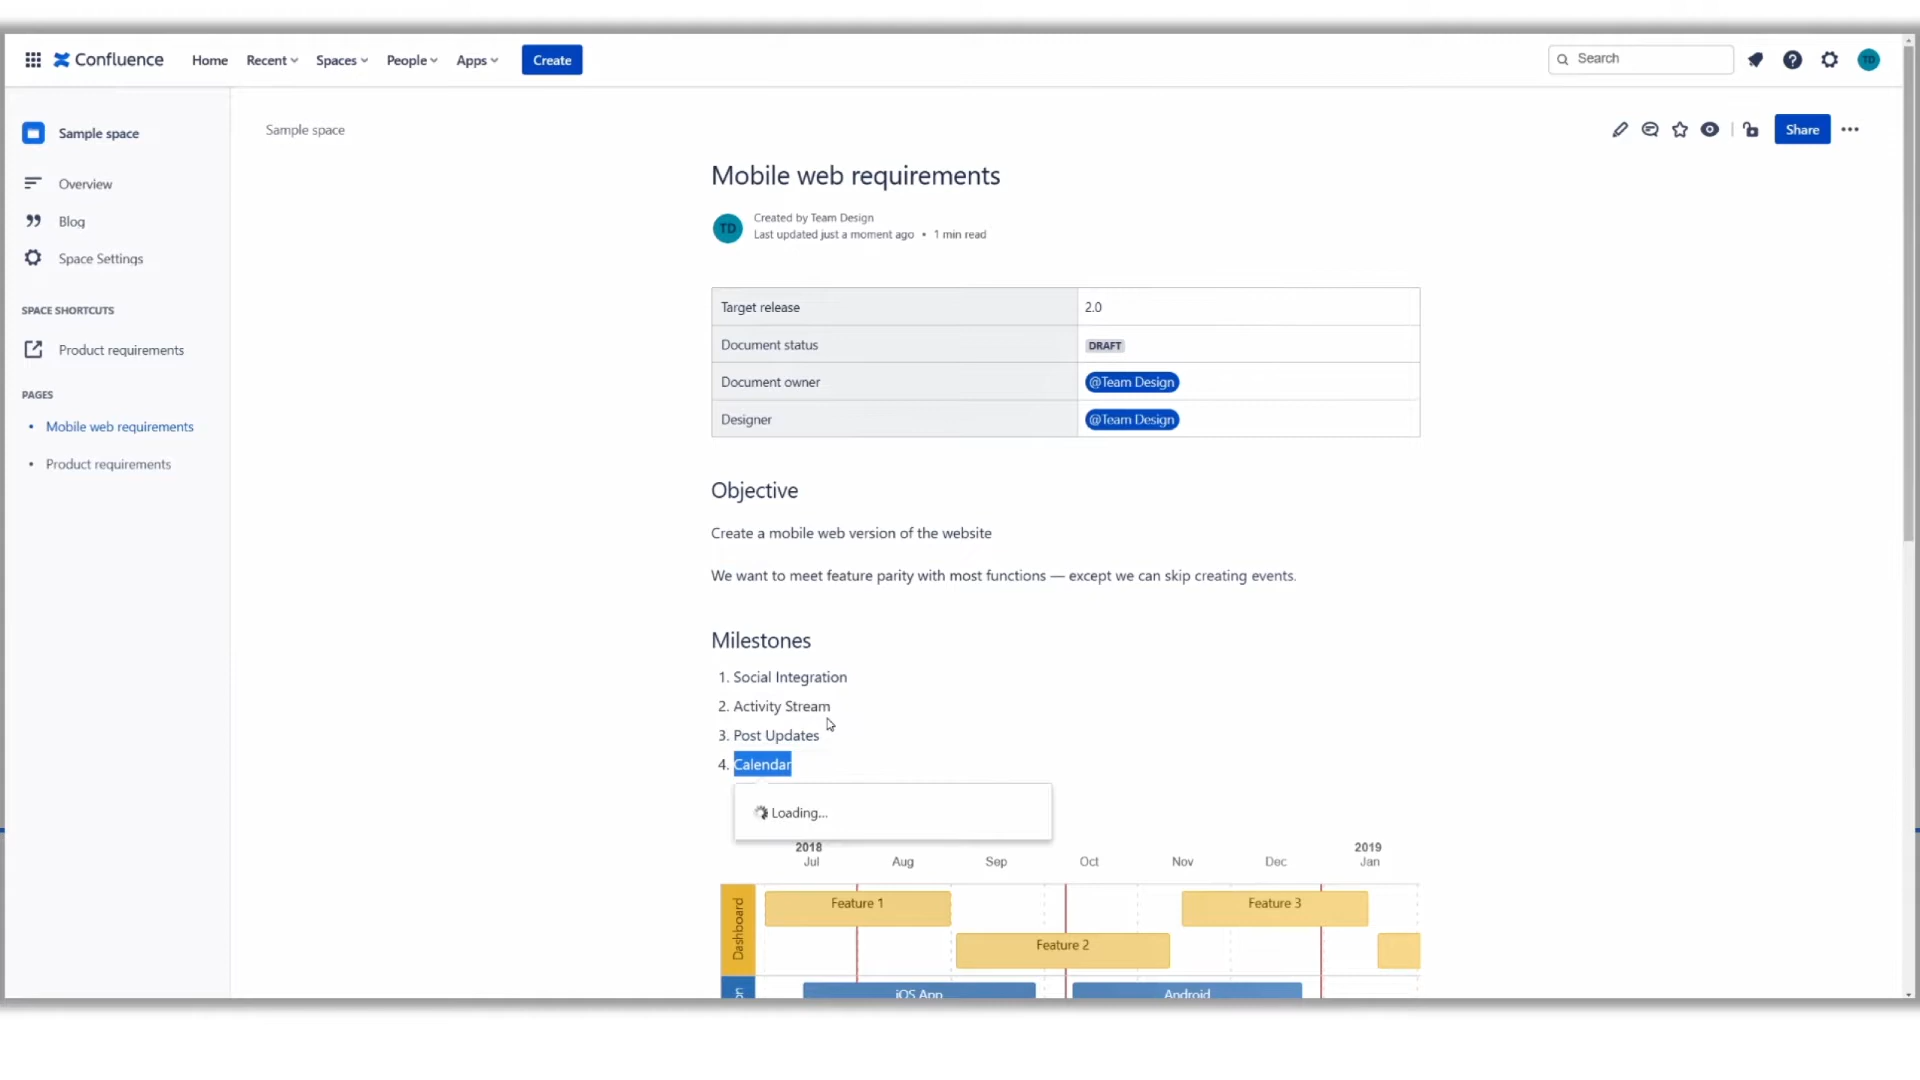 Confluence
Home
Recent
Spaces
People
Apps
Create
Search
TD
Sample space
Overview
Blog
Space Settings
SPACE SHORTCUTS
Product requirements
PAGES
• Mobile web requirements
• Product requirements
Sample space
Share
Mobile web requirements
TD
Created by Team Design
Last updated just a moment ago • 1 min read
Target release 2.0
Document status DRAFT
Document owner @Team Design
Designer @Team Design
Objective
Create a mobile web version of the website
We want to meet feature parity with most functions — except we can skip creating events.
Milestones
1. Social Integration
2. Activity Stream
3. Post Updates
4. Calendar
Loading...
2018 2019
Jul Aug Sep Oct Nov Dec Jan
Dashboard
Feature 1
Feature 3
Feature 2
iOS App
Android